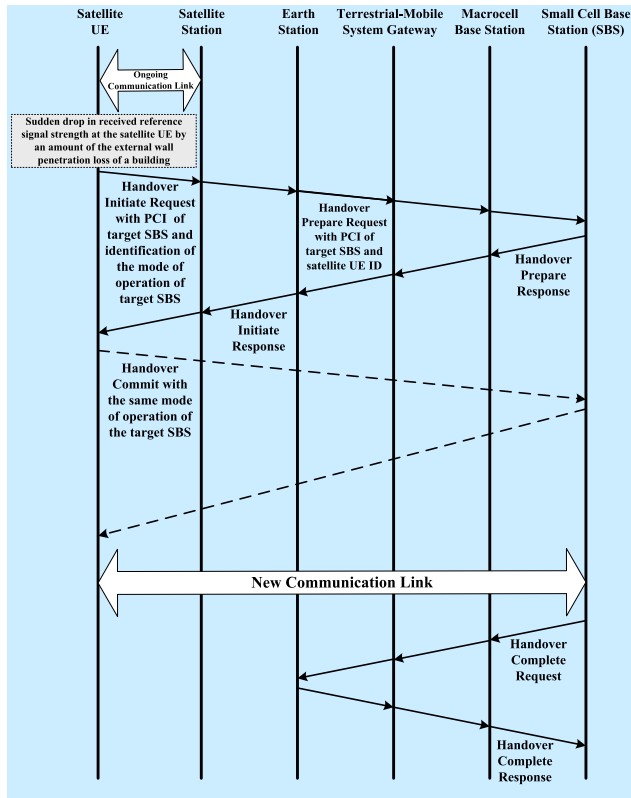 Satellite
UE
Satellite
Station
Earth
Station
Terrestrial-Mobile
System Gateway
Macrocell
Base Station
Small Cell Base
Station (SBS)
Ongoing
Communication Link
Sudden drop in received reference
signal strength at the satellite UE by
an amount of the external wall
penetration loss of a building
Handover
Initiate Request
with PCI of
target SBS and
identification of
the mode of
operation of
target SBS
Handover
Prepare Request
with PCI of
target SBS and
satellite UE ID
Handover
Prepare
Response
Handover
Initiate
Response
Handover
Commit with
the same mode
of operation of
the target SBS
New Communication Link
Handover
Complete
Request
Handover
Complete
Response